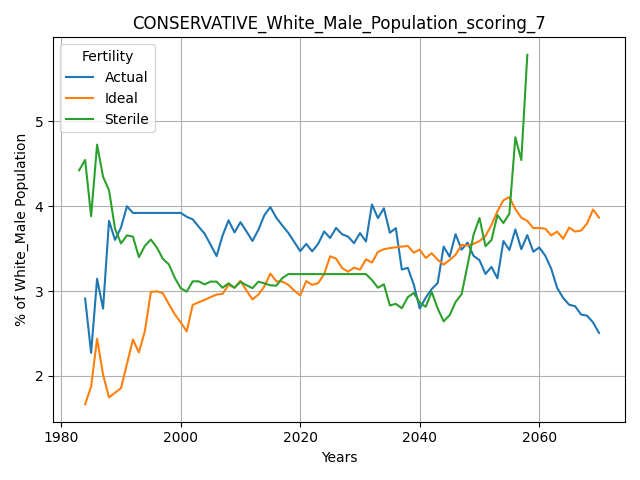 CONSERVATIVE_White_Male_Population_scoring_7
Fertility
Actual
Ideal
Sterile
% of White_Male Population
5
4
3
2
1980
2000
2020
2040
2060
Years